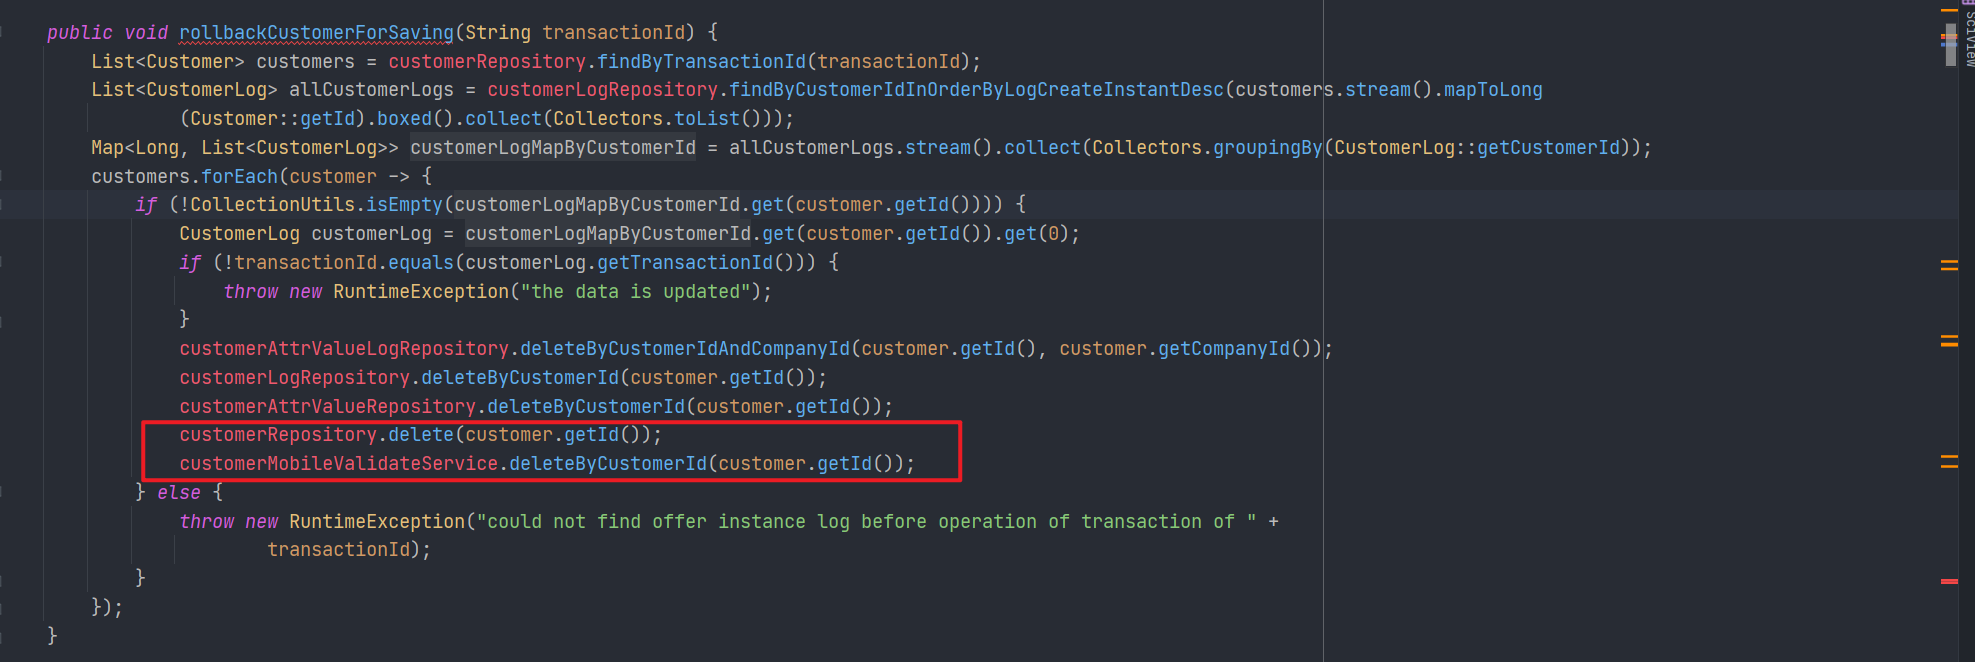 public void rollbackCustomerForSaving(String transactionId) {
List<Customer> customers = customerRepository.findByTransactionId(transactionId);
List<CustomerLog> allCustomerLogs = customerLogRepository.findByCustomerIdInOrderByLogCreateInstantDesc(customers.stream().mapToLong
(Customer::getId).boxed().collect(Collectors.toList()));
Map<Long, List<CustomerLog>> customerLogMapByCustomerId = allCustomerLogs.stream().collect(Collectors.groupingBy(CustomerLog::getCustomerId));
customers.forEach(customer -> {
if (!CollectionUtils.isEmpty(customerLogMapByCustomerId.get(customer.getId()))) {
CustomerLog customerLog = customerLogMapByCustomerId.get(customer.getId()).get(0);
if (!transactionId.equals(customerLog.getTransactionId())) {
throw new RuntimeException("the data is updated");
}
customerAttrValueLogRepository.deleteByCustomerIdAndCompanyId(customer.getId(), customer.getCompanyId());
customerLogRepository.deleteByCustomerId(customer.getId());
customerAttrValueRepository.deleteByCustomerId(customer.getId());
customerRepository.delete(customer.getId());
customerMobileValidateService.deleteByCustomerId(customer.getId());
} else {
throw new RuntimeException("could not find offer instance log before operation of transaction of " +
transactionId);
}
});
}
SciView